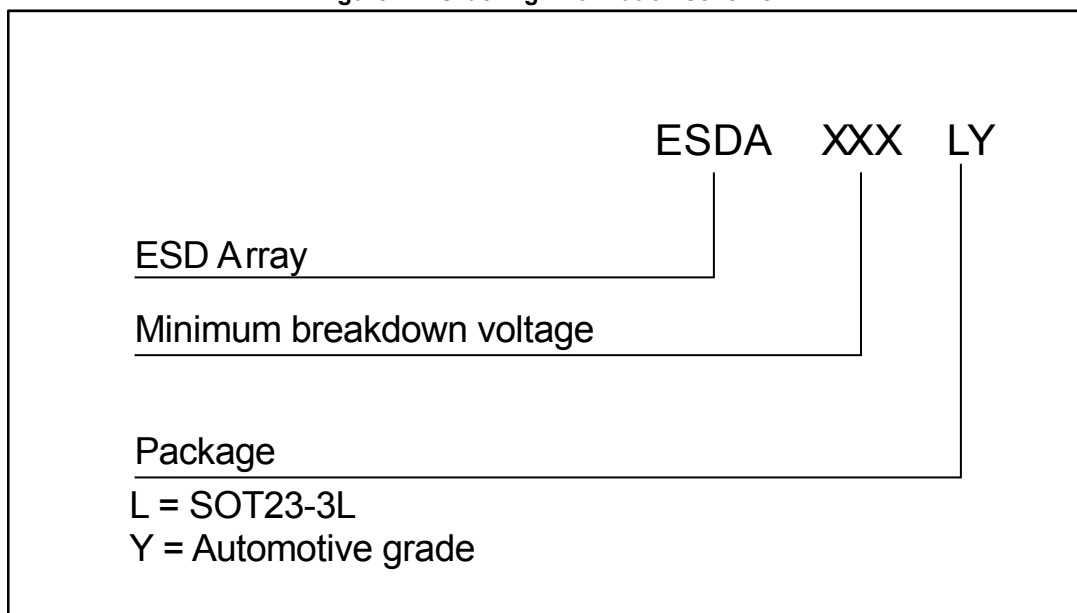 ESDA XXX LY
ESD Array
Minimum breakdown voltage
Package
L = SOT23-3L
Y = Automotive grade